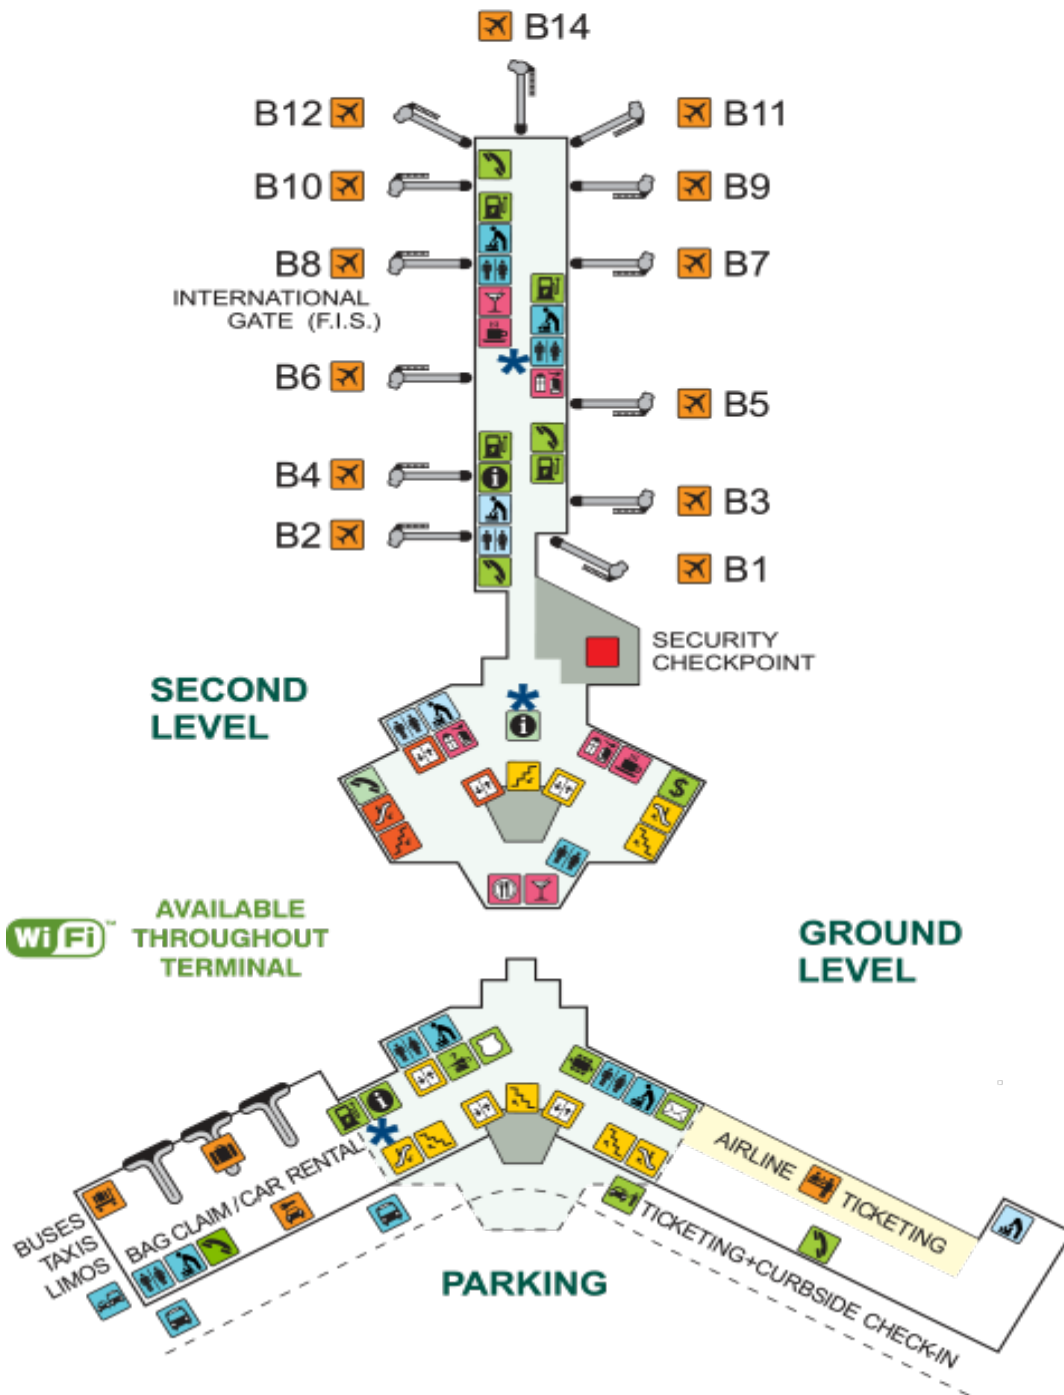 B14
B12
B11
B10
B9
B8
B7
INTERNATIONAL
GATE (F.I.S.)
B6
B5
B4
B3
B2
B1
SECURITY
CHECKPOINT
SECOND
LEVEL
$
WiFi™
AVAILABLE
THROUGHOUT
TERMINAL
GROUND
LEVEL
BUSES
TAXIS
LIMOS
BAG CLAIM / CAR RENTAL
AIRLINE TICKETING
TICKETING+CURBSIDE CHECK-IN
PARKING